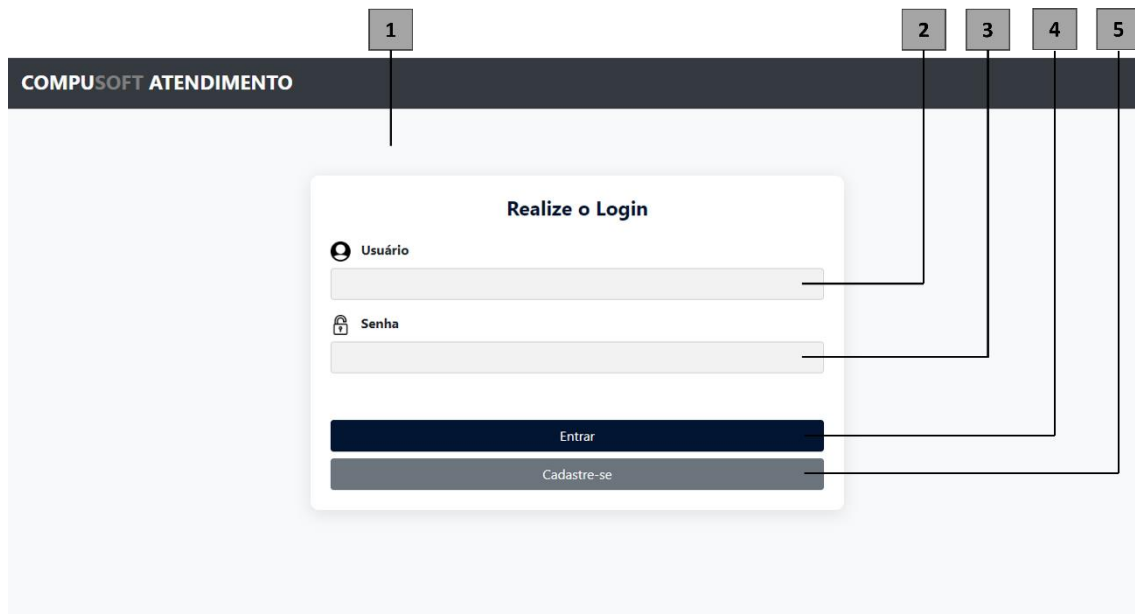 1 2 3 4 5
COMPUSOFT ATENDIMENTO
Realize o Login
Usuário
Senha
Entrar
Cadastre-se